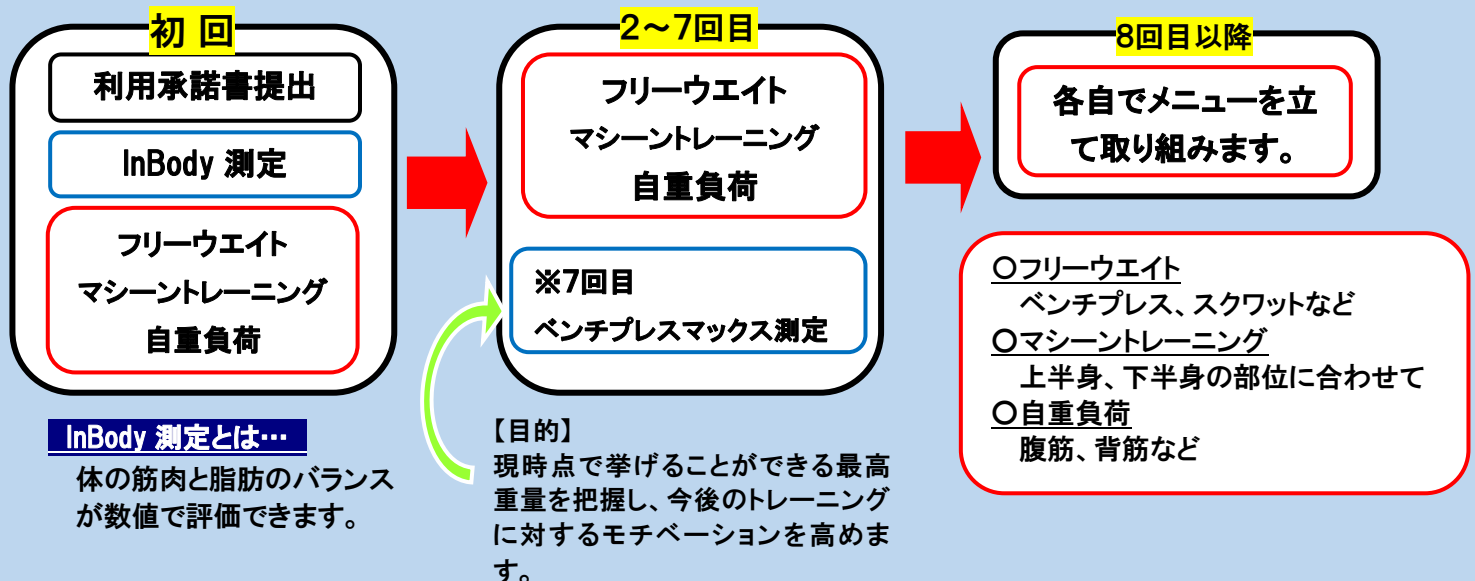 初 回
利用承諾書提出
InBody 測定
フリーウエイト
マシーントレーニング
自重負荷
InBody 測定とは…
体の筋肉と脂肪のバランス
が数値で評価できます。
2～7回目
フリーウエイト
マシーントレーニング
自重負荷
※7回目
ベンチプレスマックス測定
【目的】
現時点で挙げることができる最高
重量を把握し、今後のトレーニング
に対するモチベーションを高めま
す。
8回目以降
各自でメニューを立
て取り組みます。
〇フリーウエイト
ベンチプレス、スクワットなど
〇マシーントレーニング
上半身、下半身の部位に合わせて
〇自重負荷
腹筋、背筋など